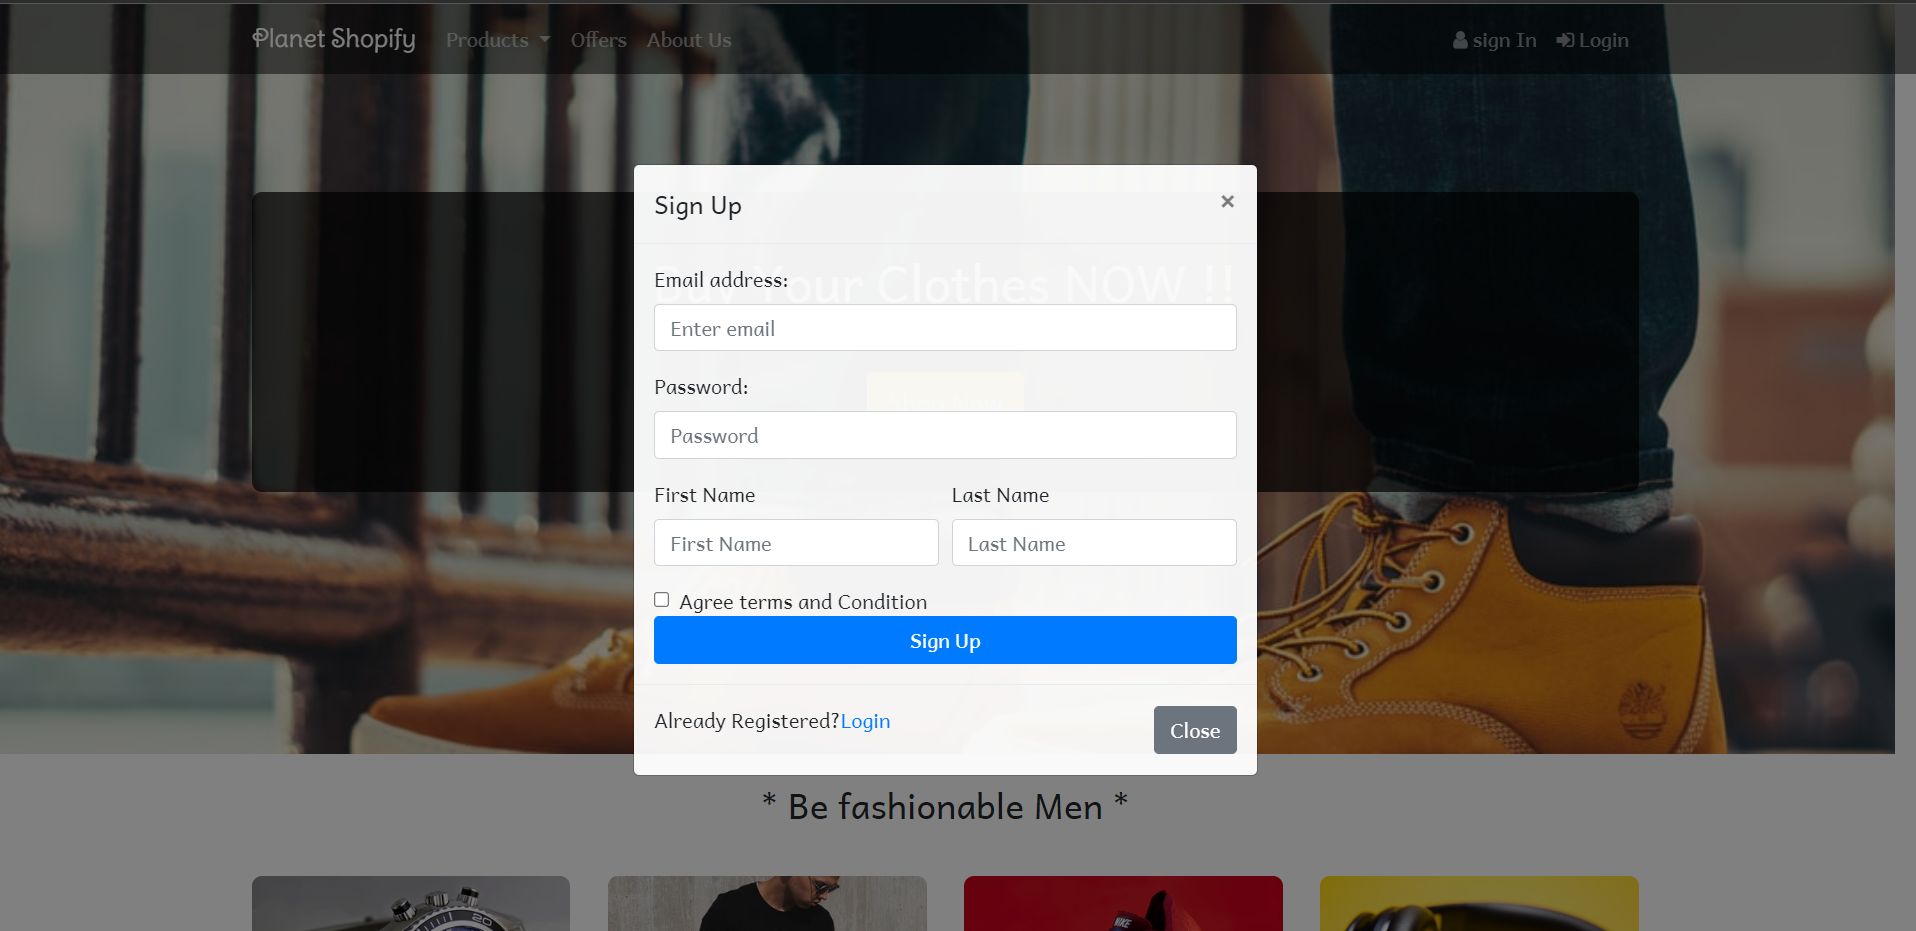 Planet Shopify Products Offers About Us sign In Login
Sign Up ×
Buy Your Clothes NOW !!
Email address:
Enter email
Password:
Password
First Name Last Name
First Name Last Name
Agree terms and Condition
Sign Up
Already Registered?Login Close
* Be fashionable Men *
20
NIKE